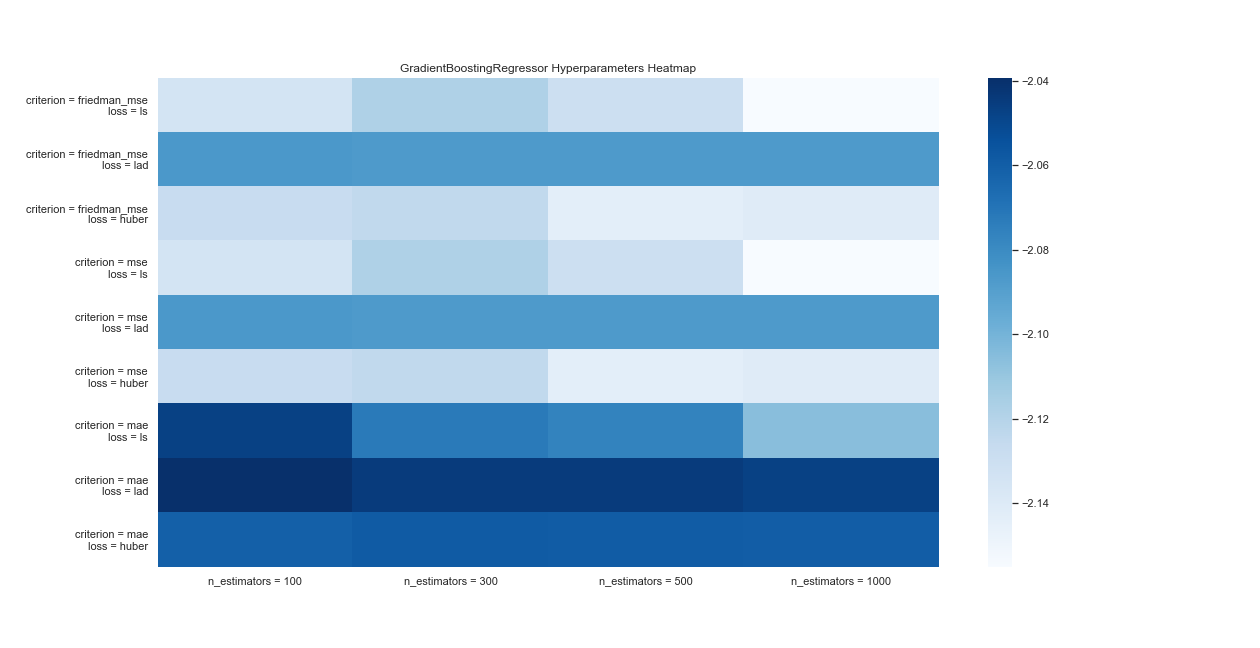 GradientBoostingRegressor Hyperparameters Heatmap
criterion = friedman_mse
loss = ls
criterion = friedman_mse
loss = lad
criterion = friedman_mse
loss = huber
criterion = mse
loss = ls
criterion = mse
loss = lad
criterion = mse
loss = huber
criterion = mae
loss = ls
criterion = mae
loss = lad
criterion = mae
loss = huber
n_estimators = 100
n_estimators = 300
n_estimators = 500
n_estimators = 1000
−2.04
−2.06
−2.08
−2.10
−2.12
−2.14